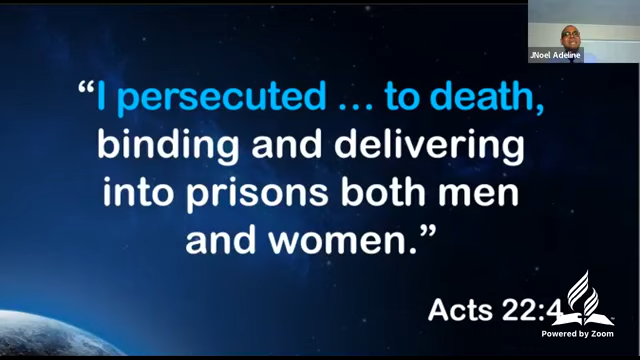 JNoel Adeline
“I persecuted ... to death,
binding and delivering
into prisons both men
and women.”
Acts 22:4
Powered by Zoom